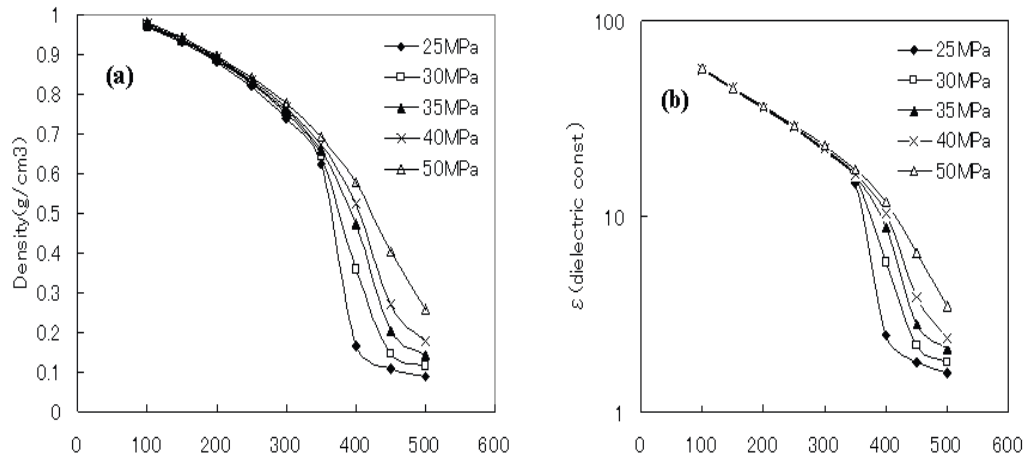 1
0.9
0.8
0.7
0.6
0.5
0.4
0.3
0.2
0.1
0
Density(g/cm3)
(a)
25MPa
30MPa
35MPa
40MPa
50MPa
0 100 200 300 400 500 600
100
10
1
ε(dielectric const.)
(b)
25MPa
30MPa
35MPa
40MPa
50MPa
0 100 200 300 400 500 600